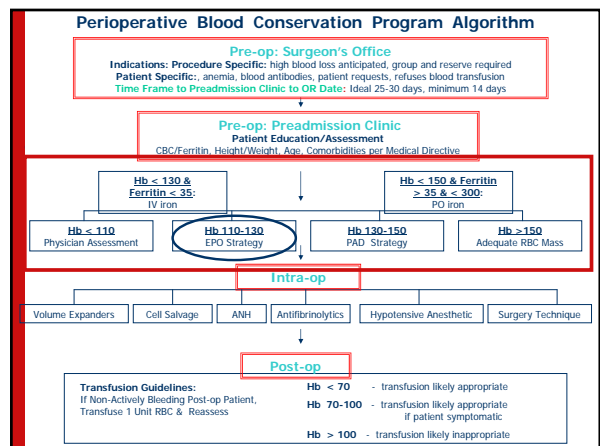 Perioperative Blood Conservation Program Algorithm
Pre-op: Surgeon's Office
Indications: Procedure Specific: high blood loss anticipated, group and reserve required
Patient Specific:, anemia, blood antibodies, patient requests, refuses blood transfusion
Time Frame to Preadmission Clinic to OR Date: Ideal 25-30 days, minimum 14 days
Pre-op: Preadmission Clinic
Patient Education/Assessment
CBC/Ferritin, Height/Weight, Age, Comorbidities per Medical Directive
Hb < 130 &
Ferritin < 35:
IV iron
Hb < 150 & Ferritin
> 35 & < 300:
PO iron
Hb < 110
Physician Assessment
Hb 110-130
EPO Strategy
Hb 130-150
PAD Strategy
Hb >150
Adequate RBC Mass
Intra-op
Volume Expanders
Cell Salvage
ANH
Antifibrinolytics
Hypotensive Anesthetic
Surgery Technique
Post-op
Transfusion Guidelines:
If Non-Actively Bleeding Post-op Patient,
Transfuse 1 Unit RBC & Reassess
Hb < 70 - transfusion likely appropriate
Hb 70-100 - transfusion likely appropriate
if patient symptomatic
Hb > 100 - transfusion likely inappropriate